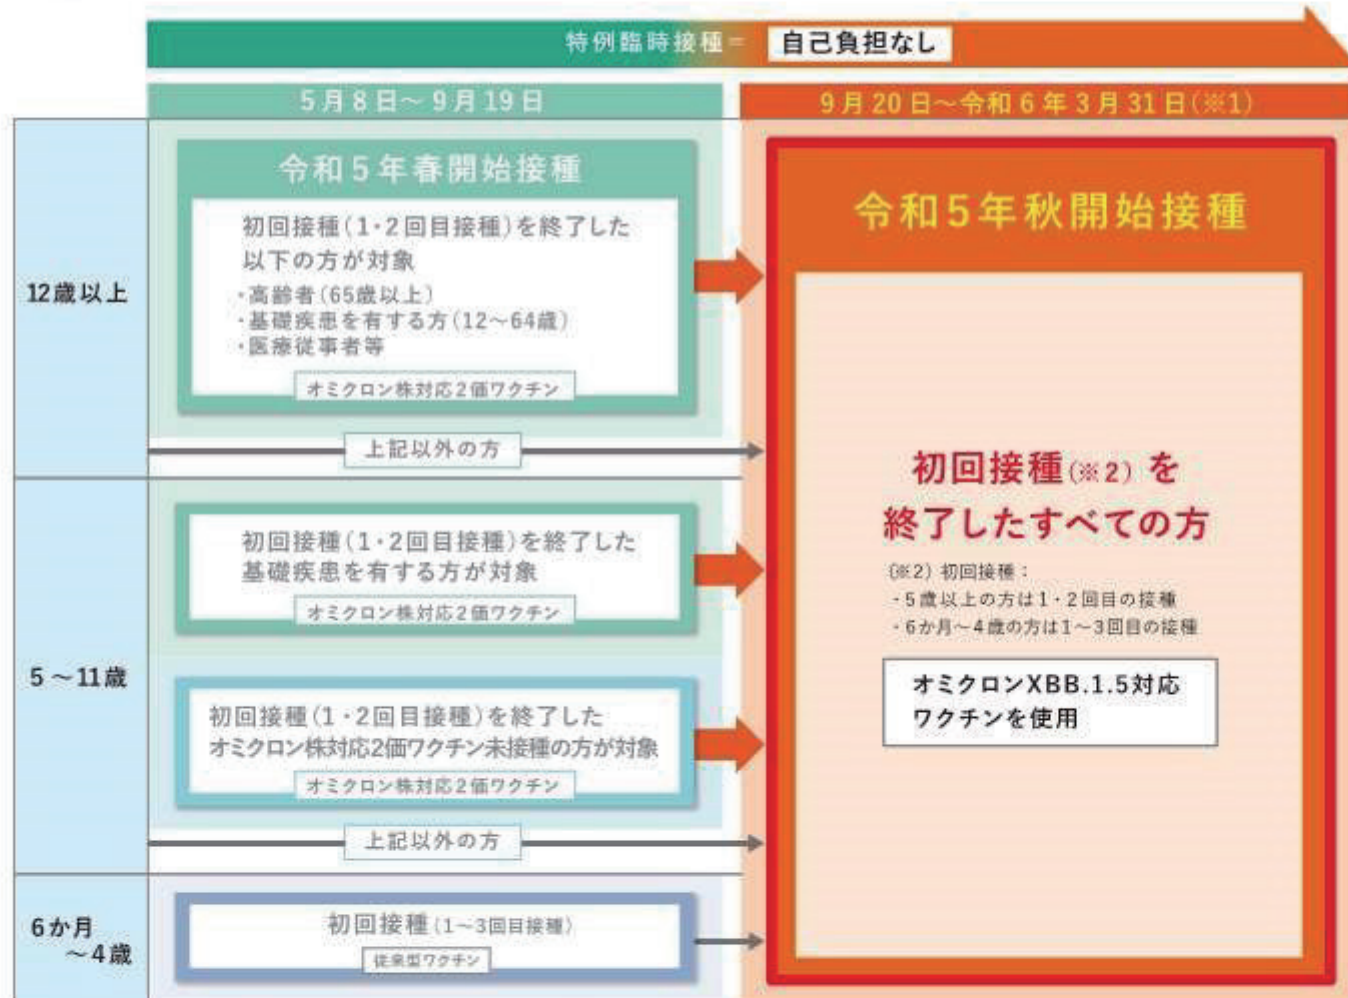 特例臨時接種＝ 自己負担なし
5月8日～9月19日
9月20日～令和6年3月31日(※1)
12歳以上
令和5年春開始接種
初回接種(1・2回目接種)を終了した
以下の方が対象
・高齢者(65歳以上)
・基礎疾患を有する方(12～64歳)
・医療従事者等
オミクロン株対応2価ワクチン
上記以外の方
5～11歳
初回接種(1・2回目接種)を終了した
基礎疾患を有する方が対象
オミクロン株対応2価ワクチン
初回接種(1・2回目接種)を終了した
オミクロン株対応2価ワクチン未接種の方が対象
オミクロン株対応2価ワクチン
上記以外の方
6か月
～4歳
初回接種(1～3回目接種)
従来型ワクチン
令和5年秋開始接種
初回接種(※2)を
終了したすべての方
(※2)初回接種：
・5歳以上の方は1・2回目の接種
・6か月～4歳の方は1～3回目の接種
オミクロンXBB.1.5対応
ワクチンを使用